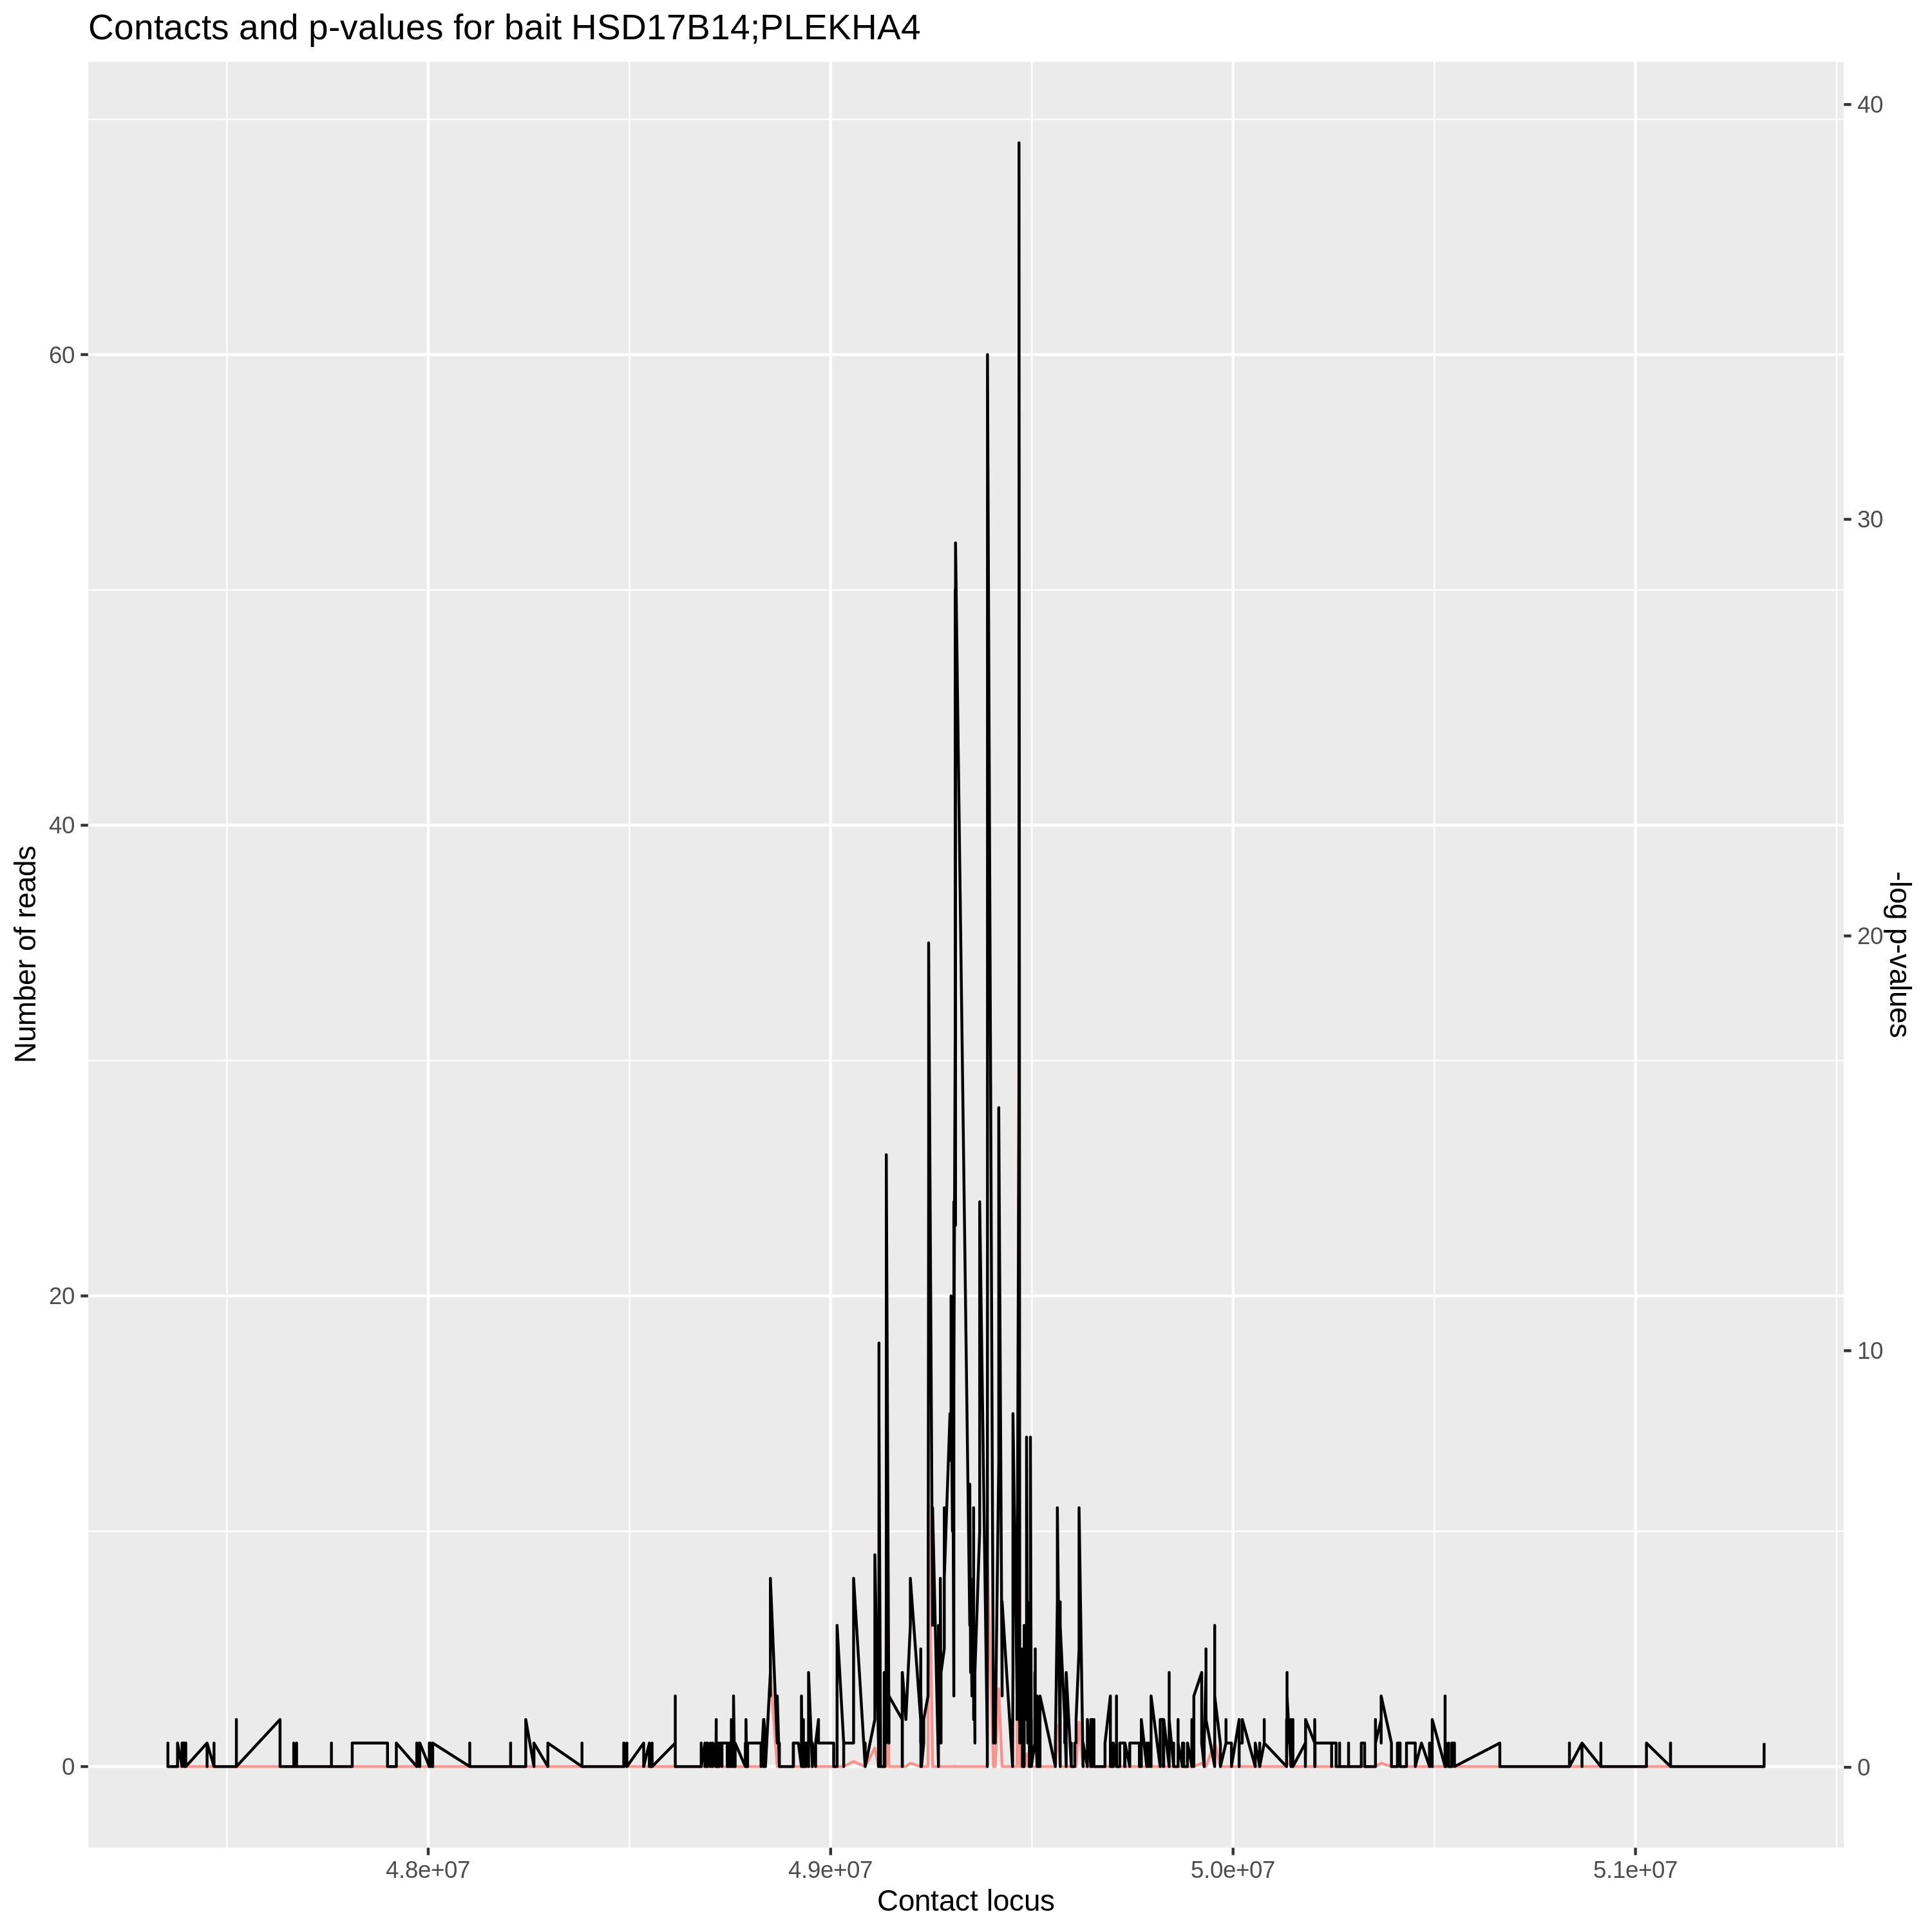 Contacts and p-values for bait HSD17B14;PLEKHA4
60
40
20
0
Number of reads
40
30
20
10
0
-log p-values
4.8e+07
4.9e+07
5.0e+07
5.1e+07
Contact locus